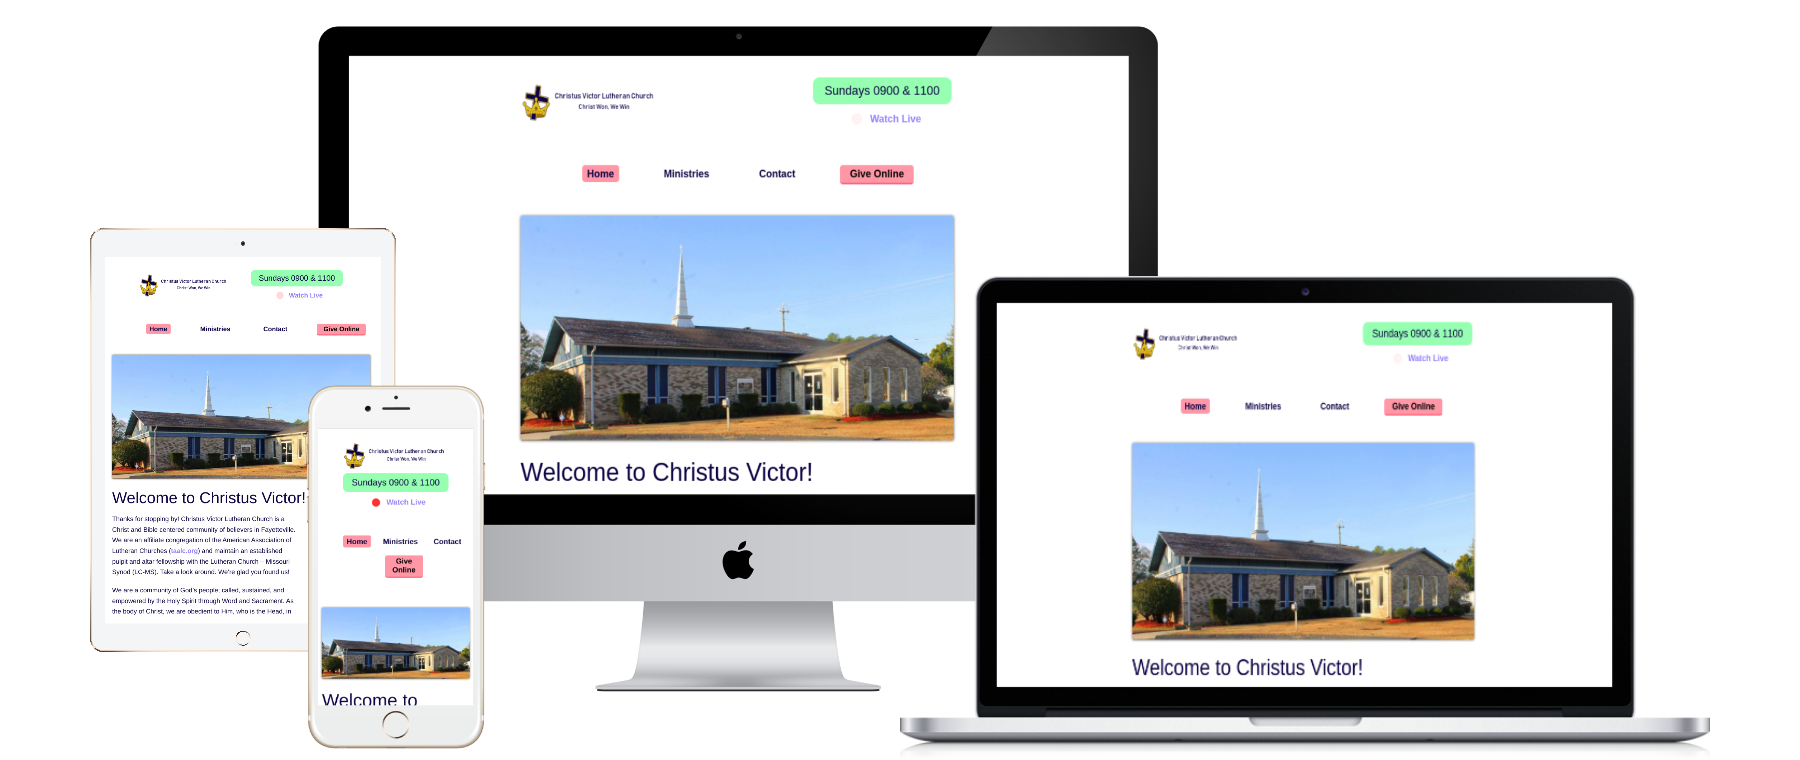 Christus Victor Lutheran Church
Christ Won, We Win
Sundays 0900 & 1100
Watch Live
Home
Ministries
Contact
Give Online
Welcome to Christus Victor!
Christus Victor Lutheran Church
Christ Won, We Win
Sundays 0900 & 1100
Watch Live
Home
Ministries
Contact
Give Online
Welcome to Christus Victor!
Thanks for stopping by! Christus Victor Lutheran Church is a
Christ and Bible centered community of believers in Fayetteville.
We are an affiliate congregation of the American Association of
Lutheran Churches (taalc.org) and maintain an established
pulpit and altar fellowship with the Lutheran Church – Missouri
Synod (LC-MS). Take a look around. We're glad you found us!
We are a community of God's people; called, sustained, and
empowered by the Holy Spirit through Word and Sacrament. As
the body of Christ, we are obedient to Him, who is the Head, in
Christus Victor Lutheran Church
Christ Won, We Win
Sundays 0900 & 1100
Watch Live
Home
Ministries
Contact
Give
Online
Welcome to
Christus Victor Lutheran Church
Christ Won, We Win
Sundays 0900 & 1100
Watch Live
Home
Ministries
Contact
Give Online
Welcome to Christus Victor!